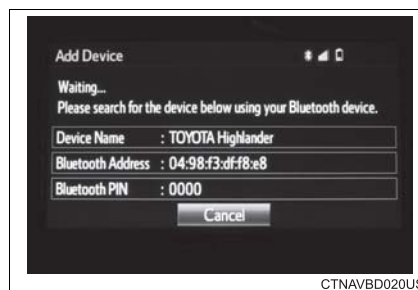 Add Device
Waiting...
Please search for the device below using your Bluetooth device.
Device Name : TOYOTA Highlander
Bluetooth Address : 04:98:f3:df:f8:e8
Bluetooth PIN : 0000
Cancel
CTNAVBD020US